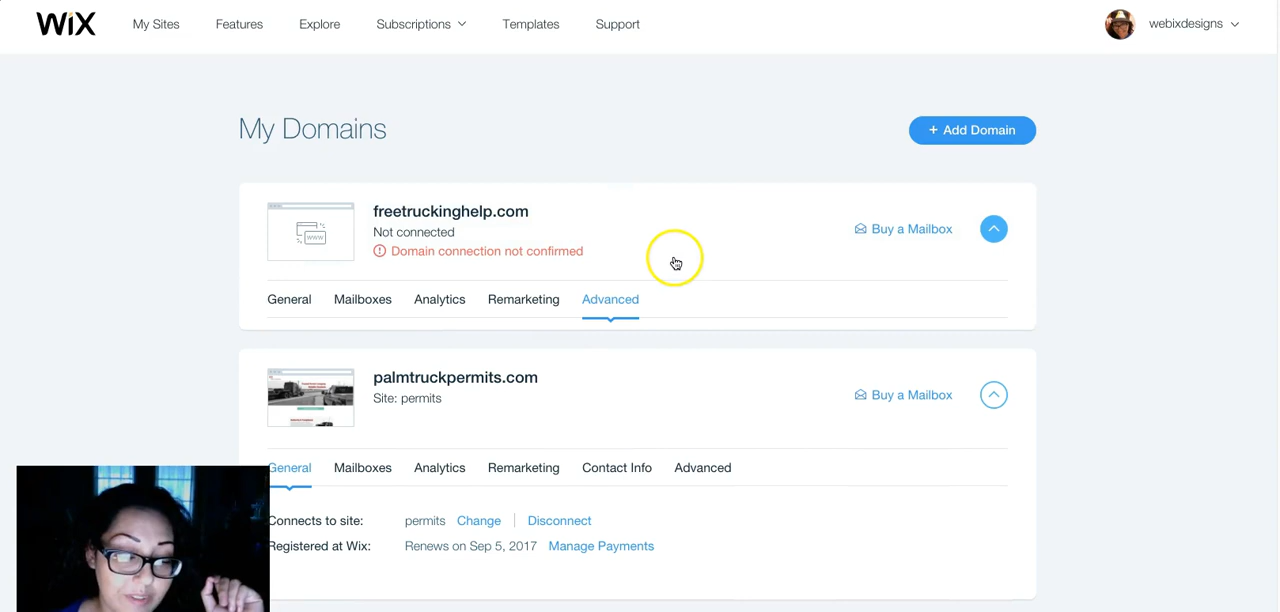 WiX My Sites Features Explore Subscriptions Templates Support webixdesigns
My Domains + Add Domain
freetruckinghelp.com
Not connected
Domain connection not confirmed
Buy a Mailbox
www
General Mailboxes Analytics Remarketing Advanced
palmtruckpermits.com
Site: permits
Buy a Mailbox
General Mailboxes Analytics Remarketing Contact Info Advanced
Connects to site: permits Change Disconnect
Registered at Wix: Renews on Sep 5, 2017 Manage Payments